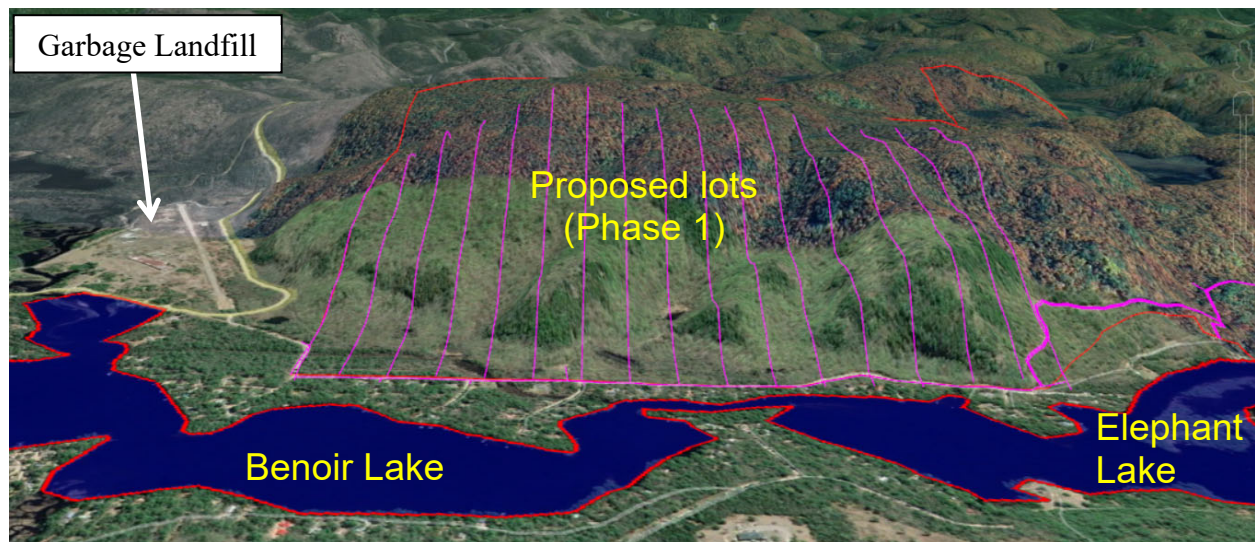 Garbage Landfill
Proposed lots
(Phase 1)
Benoir Lake
Elephant
Lake